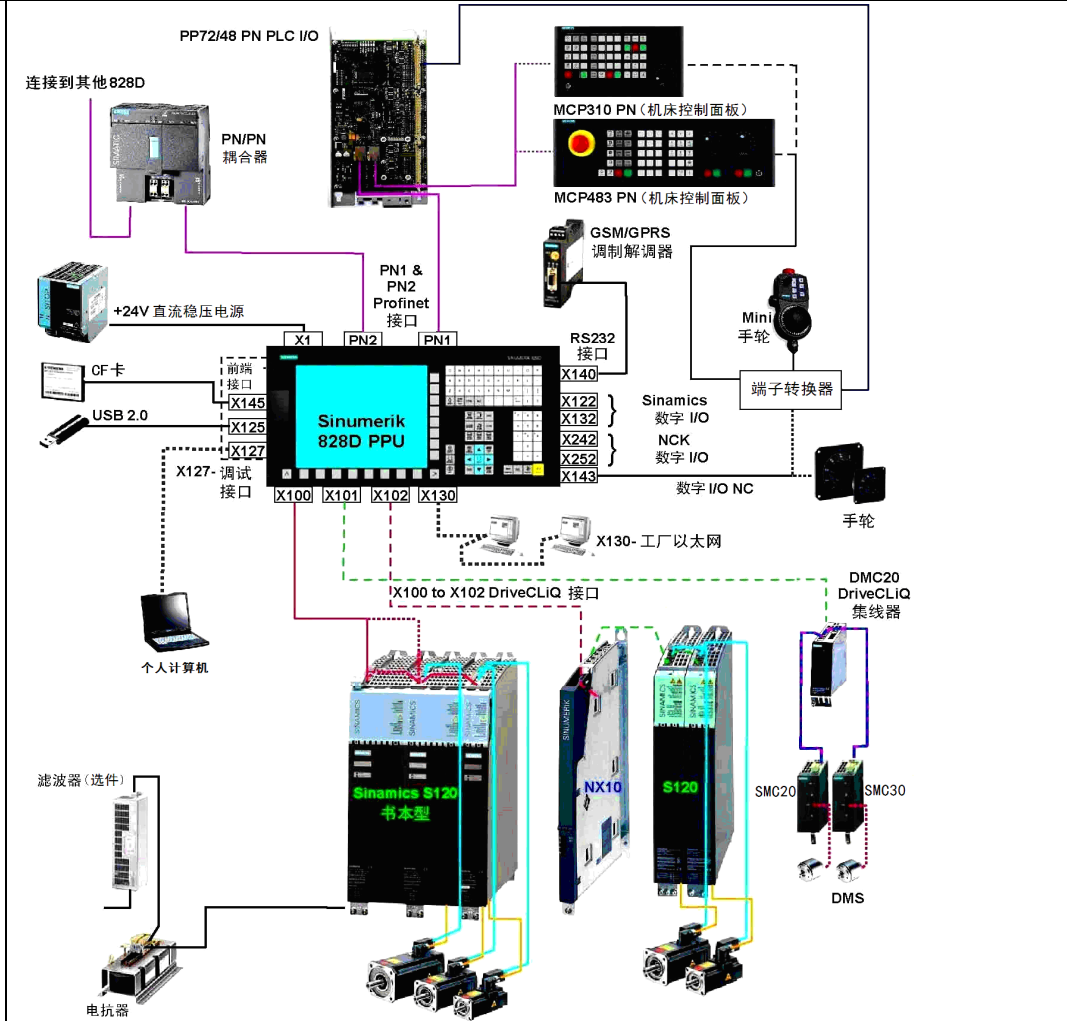 PP72/48 PN PLC I/O
连接到其他828D
PN/PN
耦合器
SIMATIC
MCP310 PN（机床控制面板）
MCP483 PN（机床控制面板）
GSM/GPRS
调制解调器
PN1 &
PN2
Profinet
接口
+24V 直流稳压电源
Mini
手轮
X1
PN2
PN1
RS232
接口
前端
接口
CF卡
X140
端子转换器
X145
USB 2.0
X125
X127
X122
X132
Sinamics
数字 I/O
Sinumerik
828D PPU
X242
X252
NCK
数字 I/O
X143
X127- 调试
接口
数字 I/O NC
X100
X101
X102
X130
手轮
X130- 工厂以太网
X100 to X102 DriveCLiQ 接口
DMC20
DriveCLiQ
集线器
个人计算机
SINAMICS
SINAMICS
SINUMERIK
SINAMICS
SINAMICS
滤波器(选件)
Sinamics S120
书本型
NX10
S120
SMC20
SMC30
DMS
电抗器